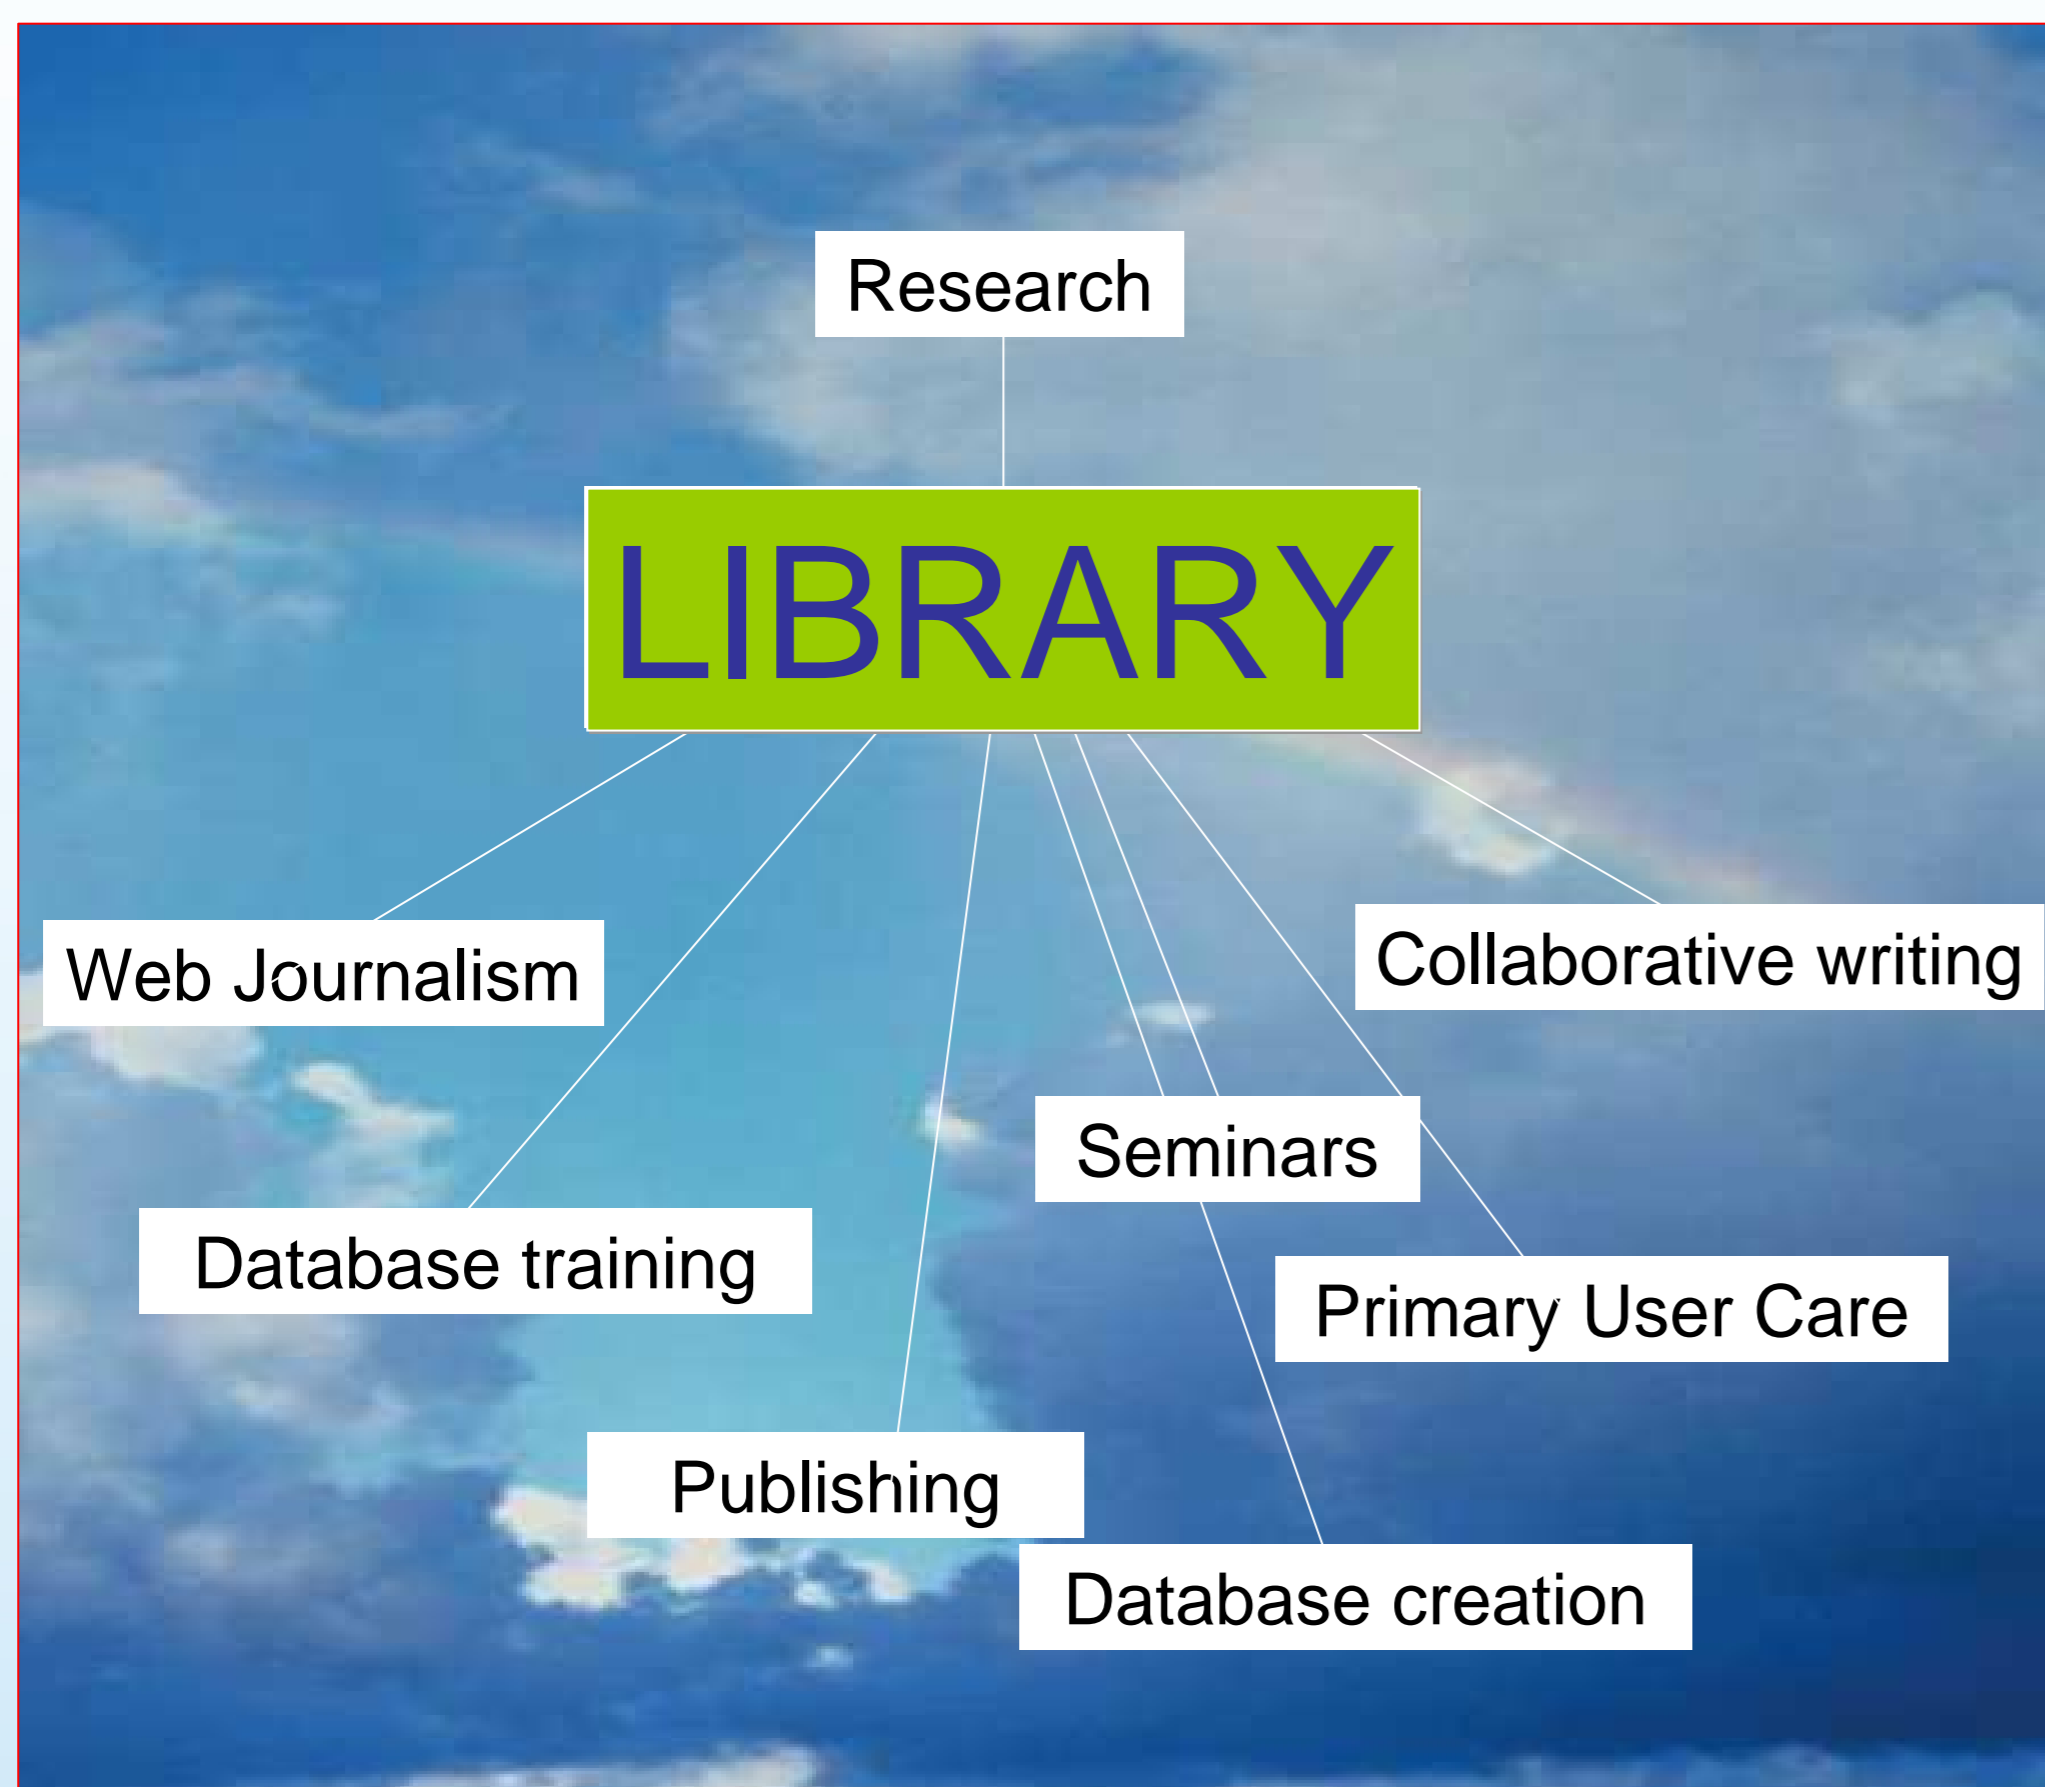 Research
LIBRARY
Web Journalism
Collaborative writing
Seminars
Database training
Primary User Care
Publishing
Database creation